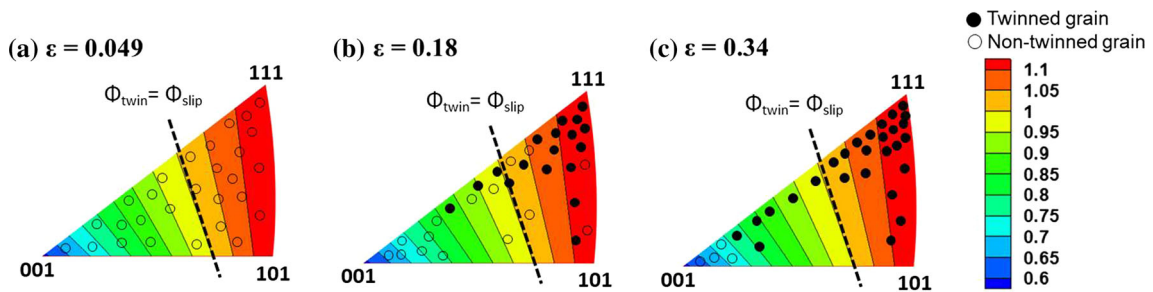 (a) ε = 0.049
(b) ε = 0.18
(c) ε = 0.34
Twinned grain
Non-twinned grain
111
Φtwin= Φslip
001
101
111
Φtwin= Φslip
001
101
111
Φtwin= Φslip
001
101
1.1
1.05
1
0.95
0.9
0.85
0.8
0.75
0.7
0.65
0.6